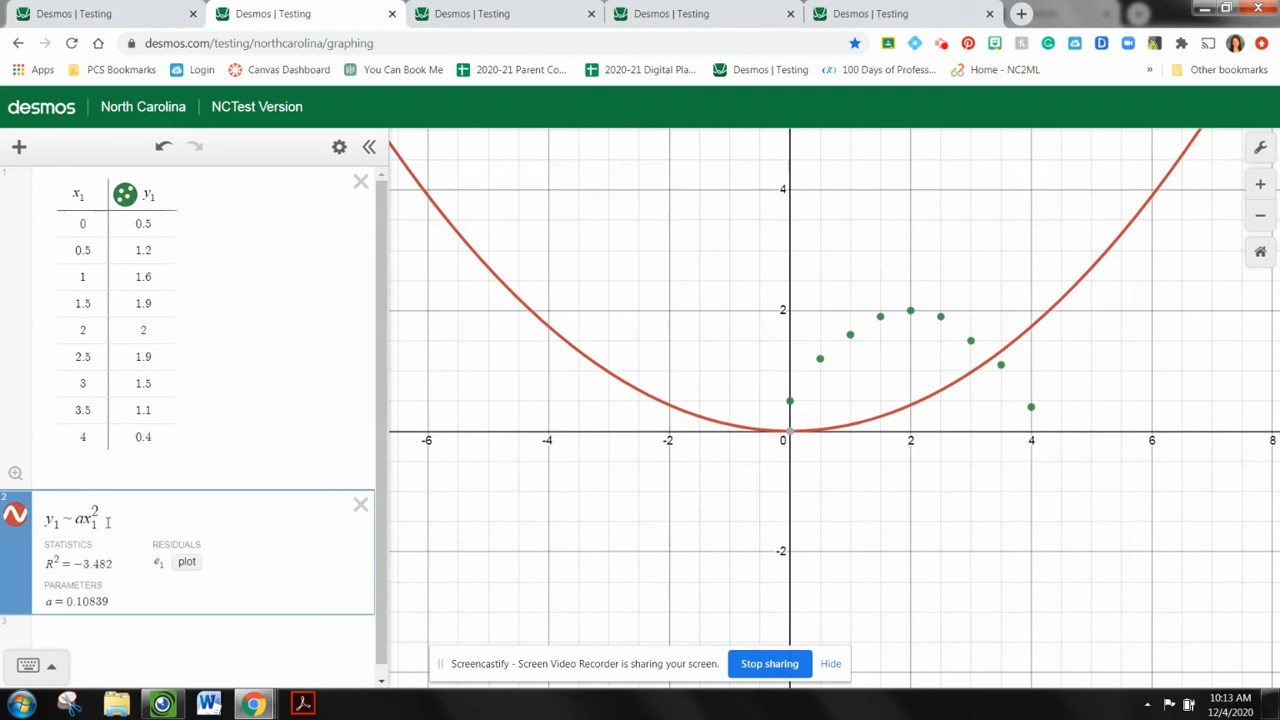 Desmos | Testing
Desmos | Testing
Desmos | Testing
Desmos | Testing
Desmos | Testing
desmos.com/testing/northcarolina/graphing
Apps
PCS Bookmarks
Login
Canvas Dashboard
You Can Book Me
2020-21 Parent Co...
2020-21 Digital Pla...
Desmos | Testing
100 Days of Profess...
Home - NC2ML
»
Other bookmarks
desmos
North Carolina
NCTest Version
1
x₁ y₁
0 0.5
0.5 1.2
1 1.6
1.5 1.9
2 2
2.5 1.9
3 1.5
3.5 1.1
4 0.4
2
y₁ ~ ax₁²
STATISTICS RESIDUALS
R² = −3.482 e₁ plot
PARAMETERS
a = 0.10839
3
4
2
-6 -4 -2 0 2 4 6 8
-2
Screencastify - Screen Video Recorder is sharing your screen. Stop sharing Hide
10:13 AM
12/4/2020